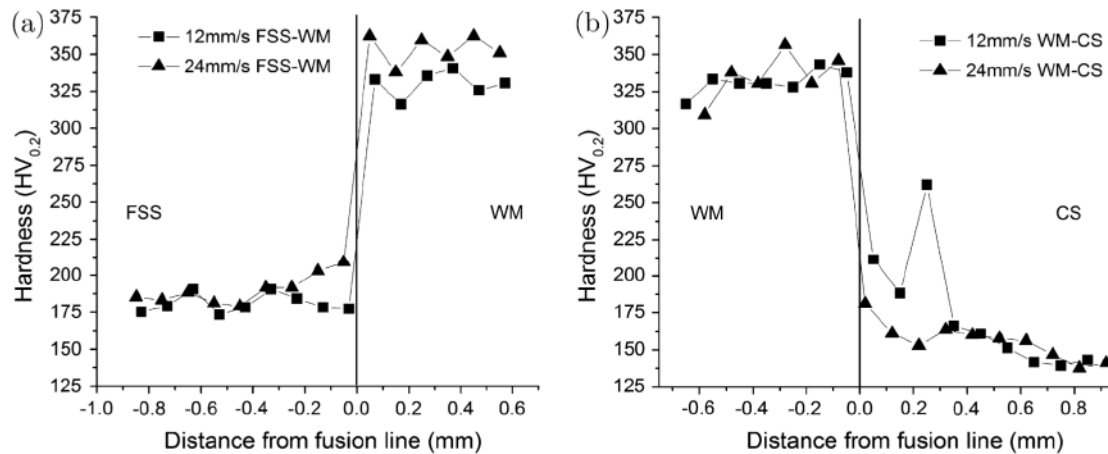 (a)
375
350
325
300
275
250
225
200
175
150
125
Hardness (HV0.2)
12mm/s FSS-WM
24mm/s FSS-WM
FSS
WM
-1.0 -0.8 -0.6 -0.4 -0.2 0.0 0.2 0.4 0.6
Distance from fusion line (mm)
(b)
375
350
325
300
275
250
225
200
175
150
125
Hardness (HV0.2)
12mm/s WM-CS
24mm/s WM-CS
WM
CS
-0.6 -0.4 -0.2 0.0 0.2 0.4 0.6 0.8
Distance from fusion line (mm)